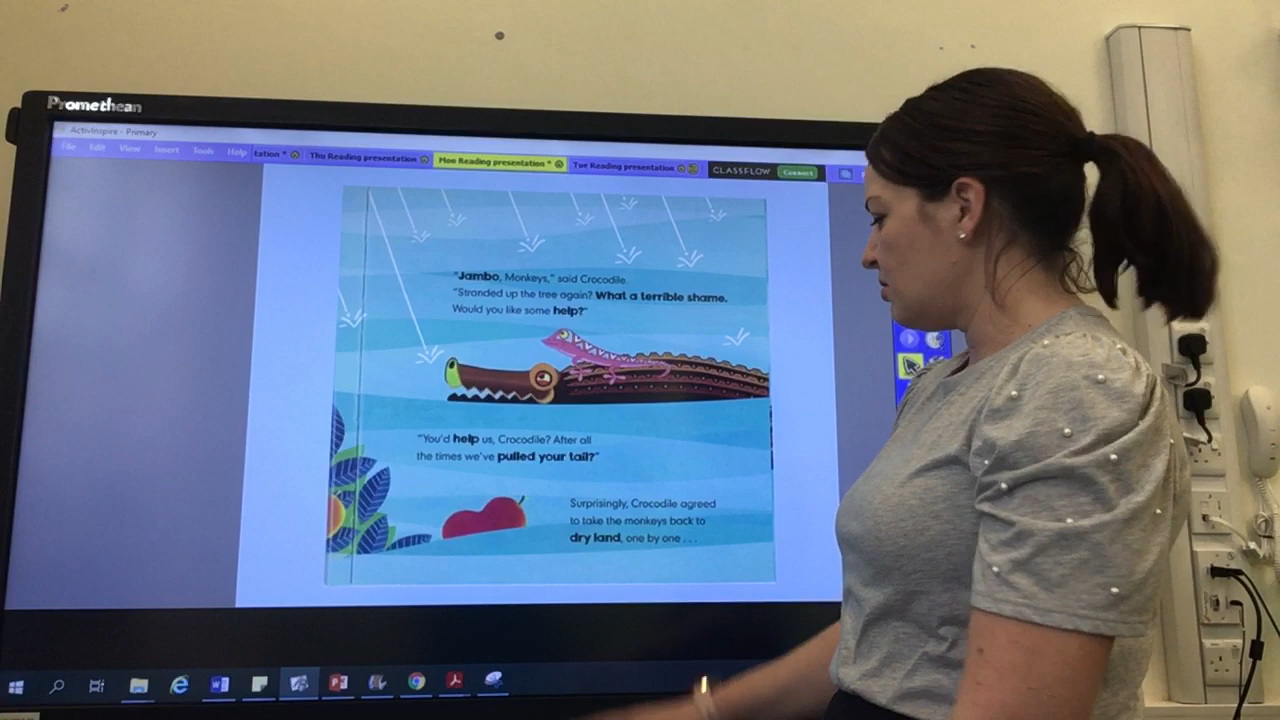 Promethean
ActivInspire - Primary
File Edit View Insert Tools Help
tation * Thu Reading presentation Mon Reading presentation * Tue Reading presentation CLASSFLOW Connect
"Jambo, Monkeys," said Crocodile.
"Stranded up the tree again? What a terrible shame.
Would you like some help?"
"You'd help us, Crocodile? After all
the times we've pulled your tail?"
Surprisingly, Crocodile agreed
to take the monkeys back to
dry land, one by one . . .